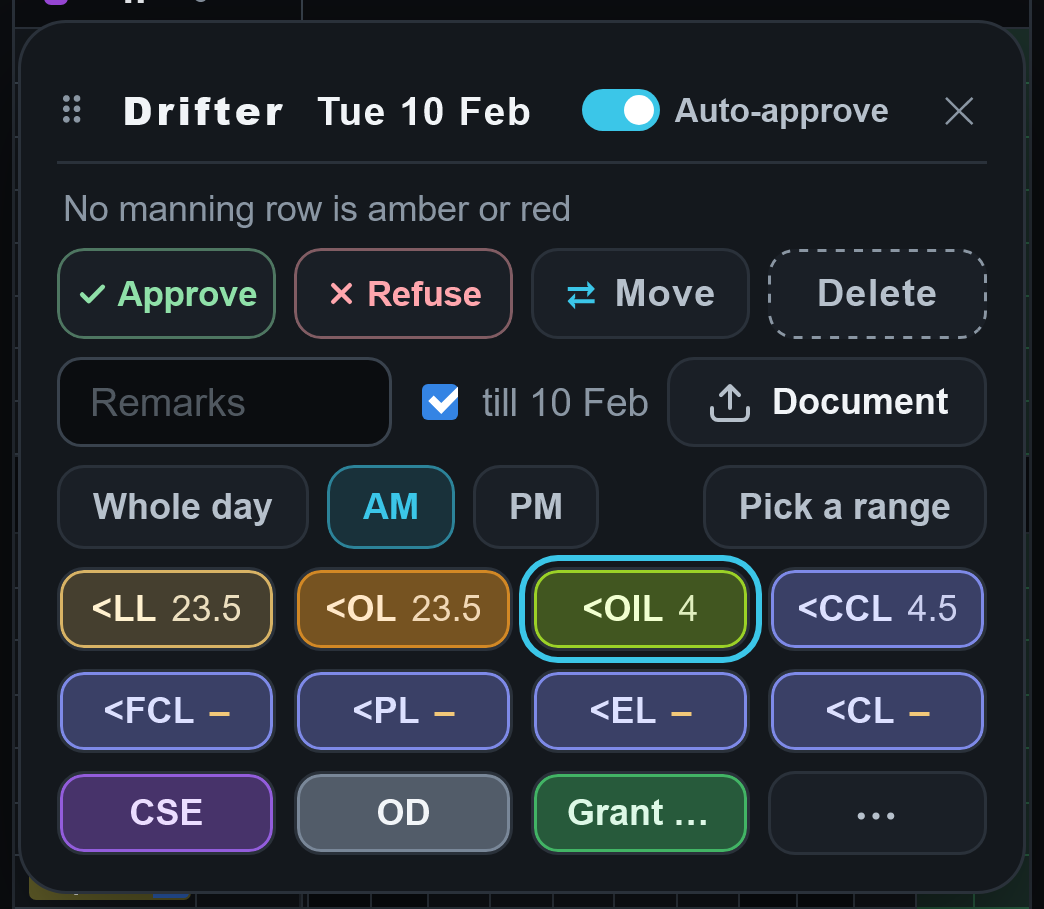 Drifter Tue 10 Feb Auto-approve
No manning row is amber or red
Approve Refuse Move Delete
Remarks till 10 Feb Document
Whole day AM PM Pick a range
<LL 23.5 <OL 23.5 <OIL 4 <CCL 4.5
<FCL – <PL – <EL – <CL –
CSE OD Grant ... ...